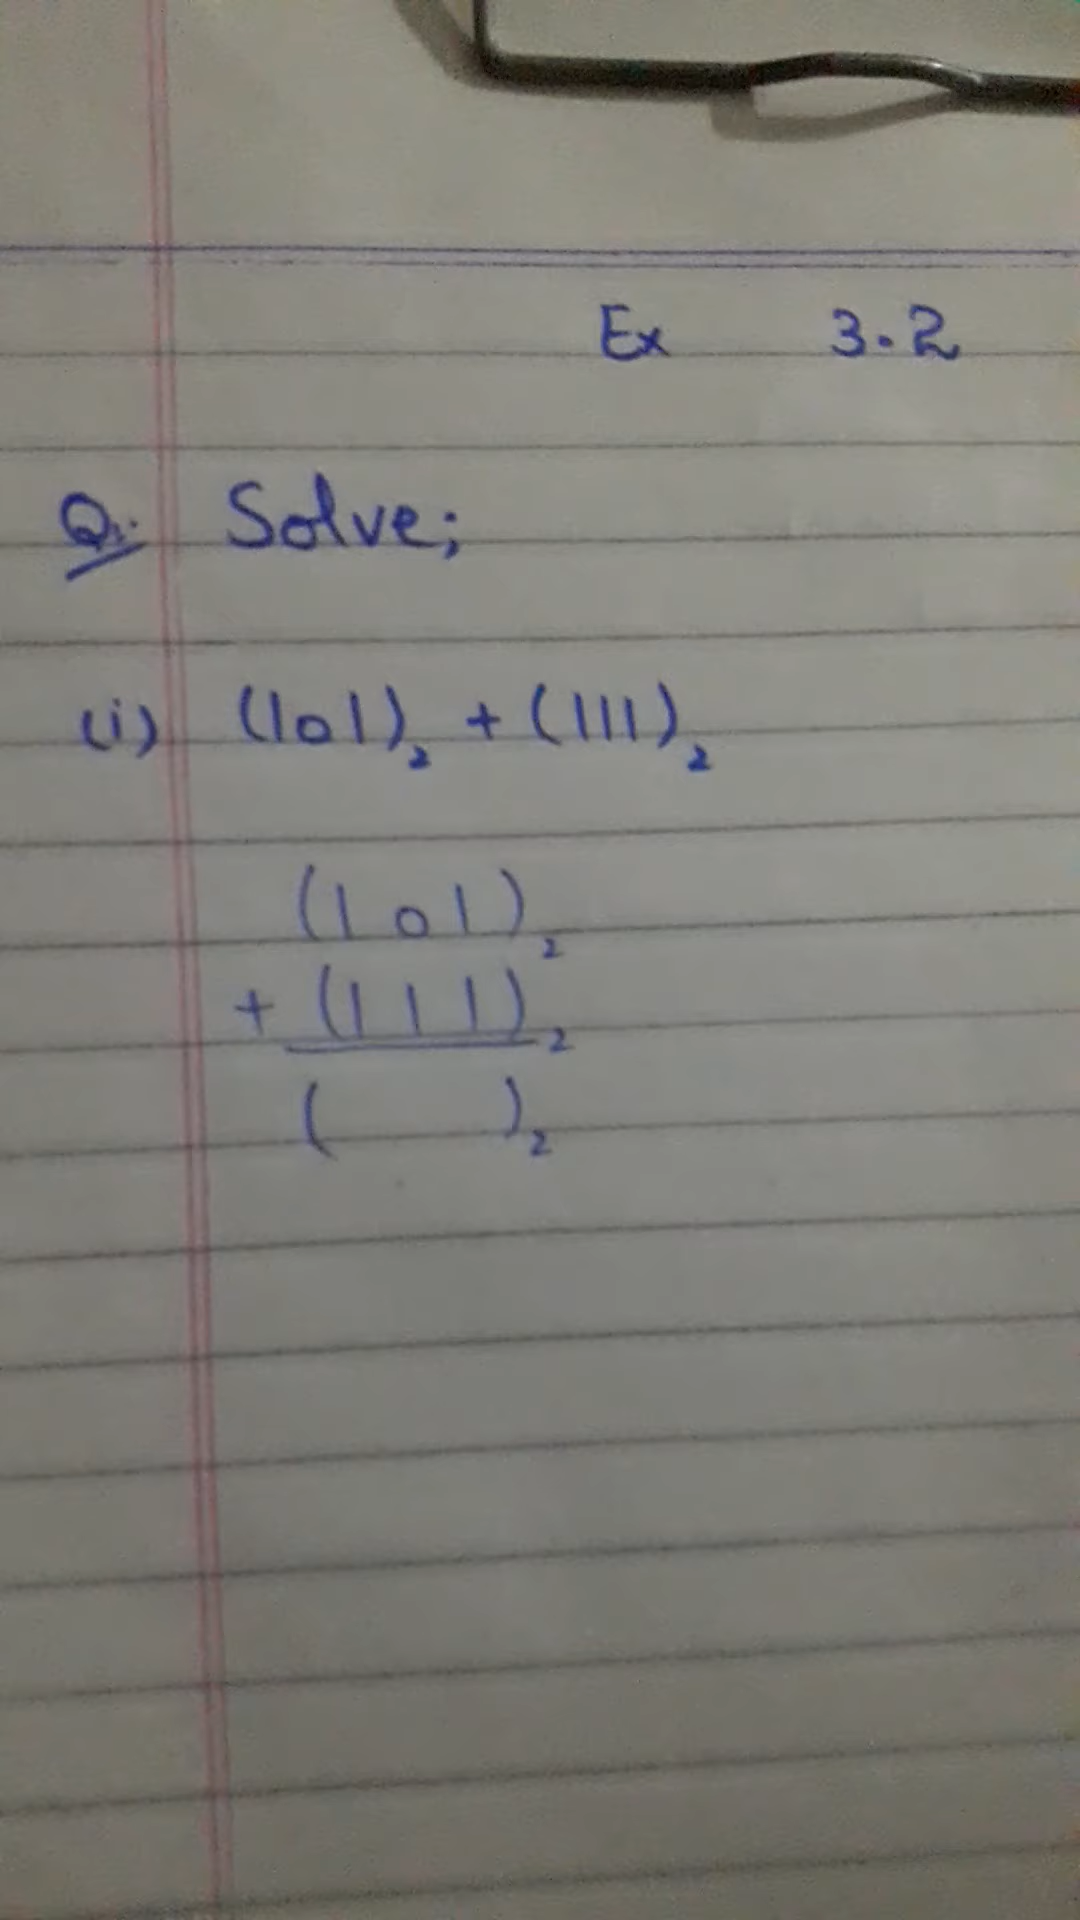 Ex 3.2
Q: Solve;
(i) (101)₂ + (111)₂
(101)₂
+ (111)₂
( )₂